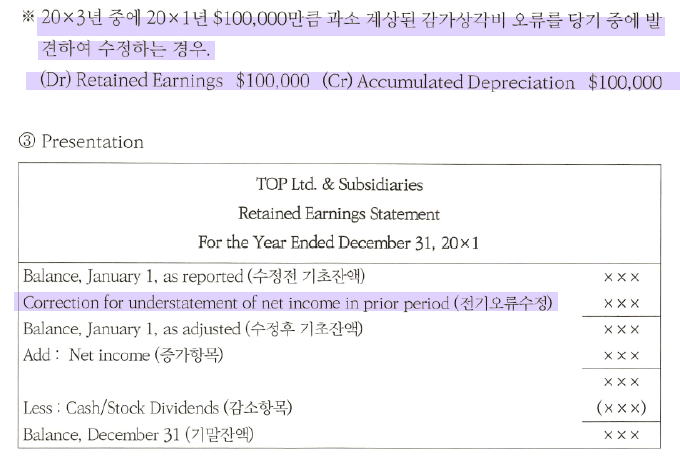 ※ 20×3년 중에 20×1년 $100,000만큼 과소 계상된 감가상각비 오류를 당기 중에 발
견하여 수정하는 경우.
(Dr) Retained Earnings $100,000 (Cr) Accumulated Depreciation $100,000
③ Presentation
TOP Ltd. & Subsidiaries
Retained Earnings Statement
For the Year Ended December 31, 20×1
Balance, January 1, as reported (수정전 기초잔액) ×××
Correction for understatement of net income in prior period (전기오류수정) ×××
Balance, January 1, as adjusted (수정후 기초잔액) ×××
Add : Net income (증가항목) ×××
×××
Less : Cash/Stock Dividends (감소항목) (×××)
Balance, December 31 (기말잔액) ×××